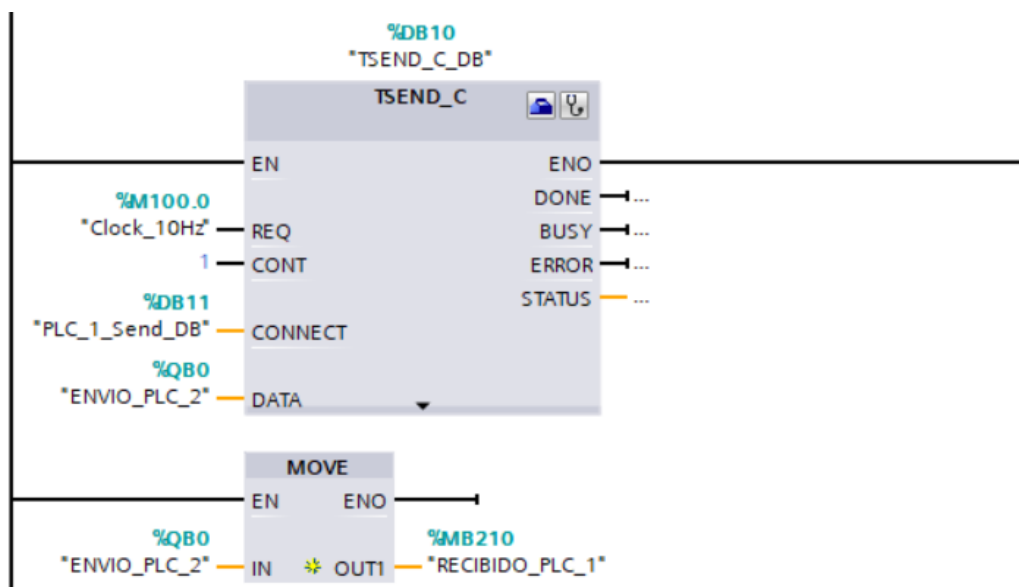 %DB10
"TSEND_C_DB"
TSEND_C
EN ENO
DONE ...
%M100.0
"Clock_10Hz" REQ BUSY ...
1 CONT ERROR ...
STATUS ...
%DB11
"PLC_1_Send_DB" CONNECT
%QB0
"ENVIO_PLC_2" DATA
MOVE
EN ENO
%QB0 %MB210
"ENVIO_PLC_2" IN OUT1 "RECIBIDO_PLC_1"